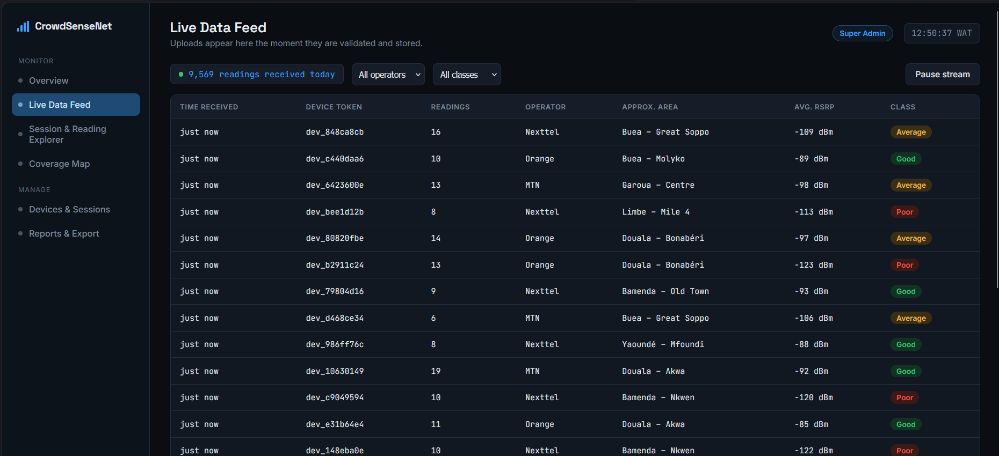 CrowdSenseNet
MONITOR
Overview
Live Data Feed
Session & Reading
Explorer
Coverage Map
MANAGE
Devices & Sessions
Reports & Export
Live Data Feed
Uploads appear here the moment they are validated and stored.
Super Admin
12:50:37 WAT
9,569 readings received today
All operators
All classes
Pause stream
TIME RECEIVED DEVICE TOKEN READINGS OPERATOR APPROX. AREA AVG. RSRP CLASS
just now dev_848ca8cb 16 Nexttel Buea – Great Soppo -109 dBm Average
just now dev_c440daa6 10 Orange Buea – Molyko -89 dBm Good
just now dev_6423600e 13 MTN Garoua – Centre -98 dBm Average
just now dev_bee1d12b 8 Nexttel Limbe – Mile 4 -113 dBm Poor
just now dev_80820fbe 14 Orange Douala – Bonabéri -97 dBm Average
just now dev_b2911c24 13 Orange Douala – Bonabéri -123 dBm Poor
just now dev_79804d16 9 Nexttel Bamenda – Old Town -93 dBm Good
just now dev_d468ce34 6 MTN Buea – Great Soppo -106 dBm Average
just now dev_986ff76c 8 Nexttel Yaoundé – Mfoundi -88 dBm Good
just now dev_10630149 19 MTN Douala – Akwa -92 dBm Good
just now dev_c9049594 10 Nexttel Bamenda – Nkwen -120 dBm Poor
just now dev_e31b64e4 11 Orange Douala – Akwa -85 dBm Good
just now dev_148eba0e 10 Nexttel Bamenda – Nkwen -122 dBm Poor